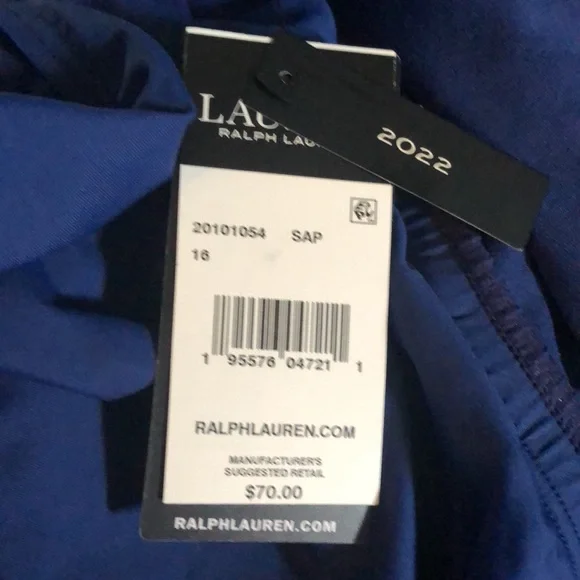 RALPH
2022
20101054 SAP
16
1 95576 04721 1
RALPHLAUREN.COM
MANUFACTURER'S
SUGGESTED RETAIL
$70.00
RALPHLAUREN.COM